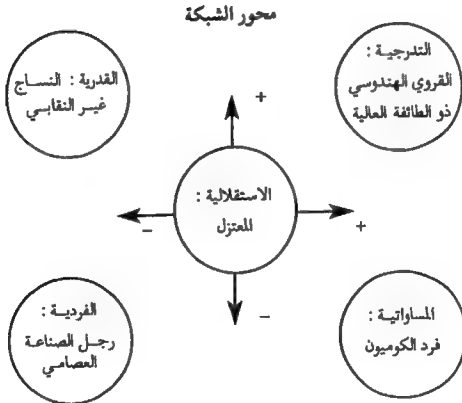 محور الشبكة
التدرجية :
القروي الهندوسي
ذو الطائفة العالية
القدرية : النساج
غير النقابي
+
الاستقلالية :
المعتزل
−
+
−
المساواتية :
فرد الكوميون
الفردية :
رجل الصناعة
العصامي